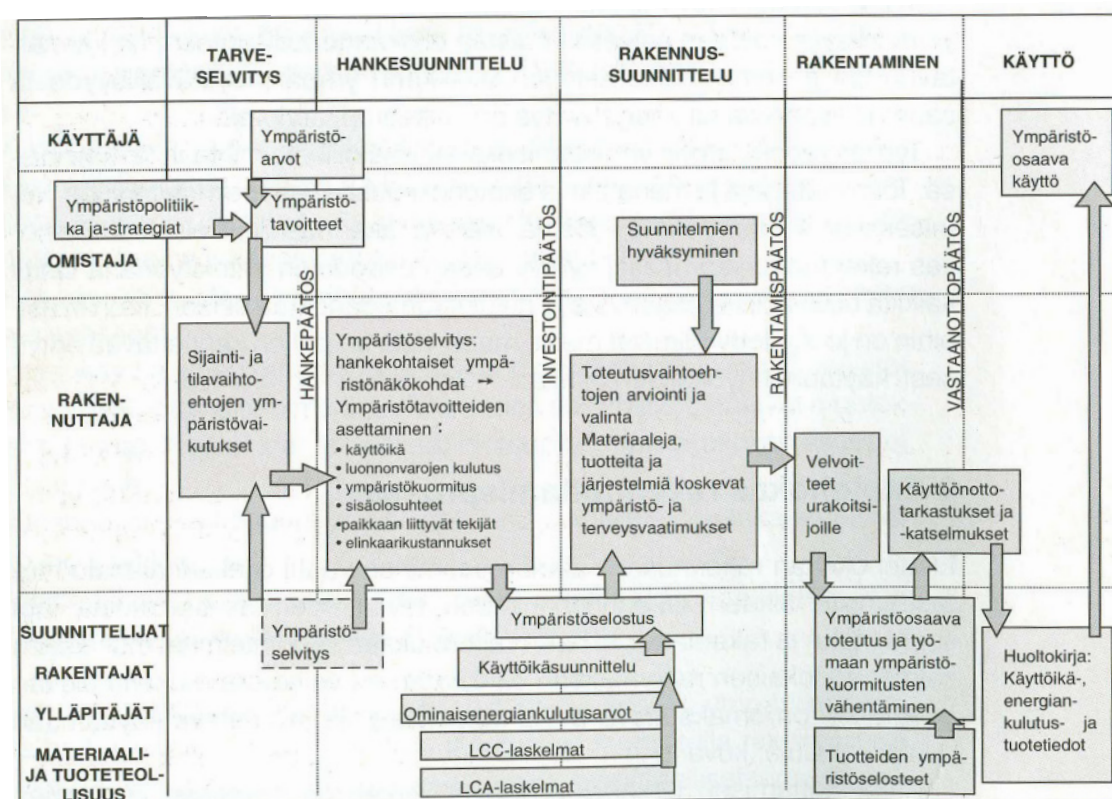 TARVE-
SELVITYS
HANKESUUNNITTELU
RAKENNUS-
SUUNNITTELU
RAKENTAMINEN
KÄYTTÖ
KÄYTTÄJÄ
Ympäristö-
arvot
Ympäristö-
osaava
käyttö
Ympäristöpolitiik-
ka ja-strategiat
Ympäristö-
tavoitteet
OMISTAJA
Suunnitelmien
hyväksyminen
HANKEPÄÄTÖS
INVESTOINTIPÄÄTÖS
RAKENTAMISPÄÄTÖS
VASTAANOTTOPÄÄTÖS
RAKEN-
NUTTAJA
Sijainti- ja
tilavaihto-
ehtojen ym-
päristövai-
kutukset
Ympäristöselvitys:
hankekohtaiset ympä-
ristönäkökohdat →
Ympäristötavoitteiden
asettaminen :
• käyttöikä
• luonnonvarojen kulutus
• ympäristökuormitus
• sisäolosuhteet
•paikkaan liittyvät tekijät
• elinkaarikustannukset
Toteutusvaihtoeh-
tojen arviointi ja
valinta
Materiaaleja,
tuotteita ja
järjestelmiä koskevat
ympäristö- ja
terveysvaatimukset
Velvoit-
teet
urakoitsi-
joille
Käyttöönotto-
tarkastukset ja
-katselmukset
SUUNNITTELIJAT
RAKENTAJAT
YLLÄPITÄJÄT
Ympäristö-
selvitys
Ympäristöselostus
Käyttöikäsuunnittelu
Ominaisenergiankulutusarvot
LCC-laskelmat
LCA-laskelmat
Ympäristöosaava
toteutus ja työ-
maan ympäristö-
kuormitusten
vähentäminen
Tuotteiden ympä-
ristöselosteet
Huoltokirja:
Käyttöikä-,
energian-
kulutus- ja
tuotetiedot
MATERIAALI-
JA TUOTETEOL-
LISUUS